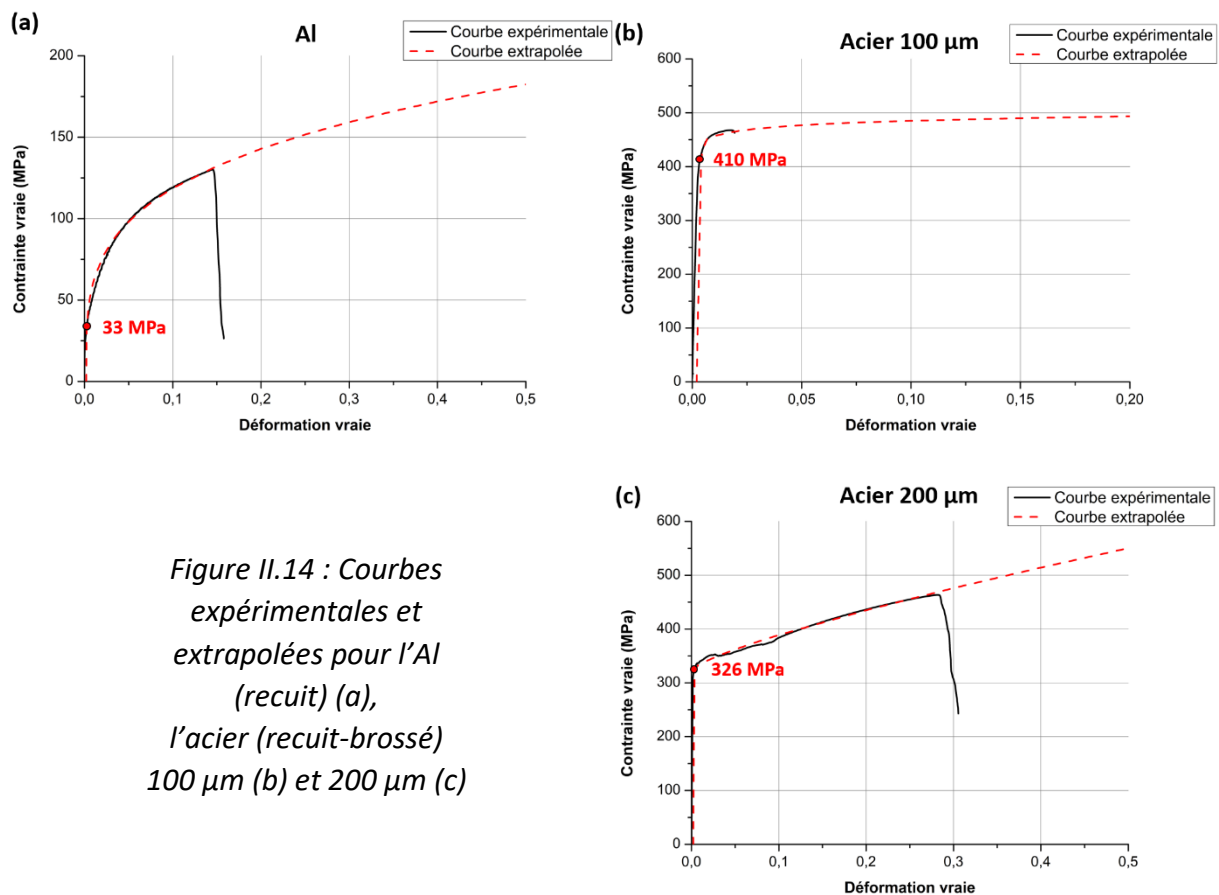 (a)
Al
Courbe expérimentale
Courbe extrapolée
200
150
100
50
0
33 MPa
0,0
0,1
0,2
0,3
0,4
0,5
Contrainte vraie (MPa)
Déformation vraie
(b)
Acier 100 µm
Courbe expérimentale
Courbe extrapolée
600
500
400
300
200
100
0
410 MPa
0,00
0,05
0,10
0,15
0,20
Contrainte vraie (MPa)
Déformation vraie
(c)
Acier 200 µm
Courbe expérimentale
Courbe extrapolée
600
500
400
300
200
100
0
326 MPa
0,0
0,1
0,2
0,3
0,4
0,5
Contrainte vraie (MPa)
Déformation vraie
Figure II.14 : Courbes
expérimentales et
extrapolées pour l’Al
(recuit) (a),
l’acier (recuit-brossé)
100 µm (b) et 200 µm (c)